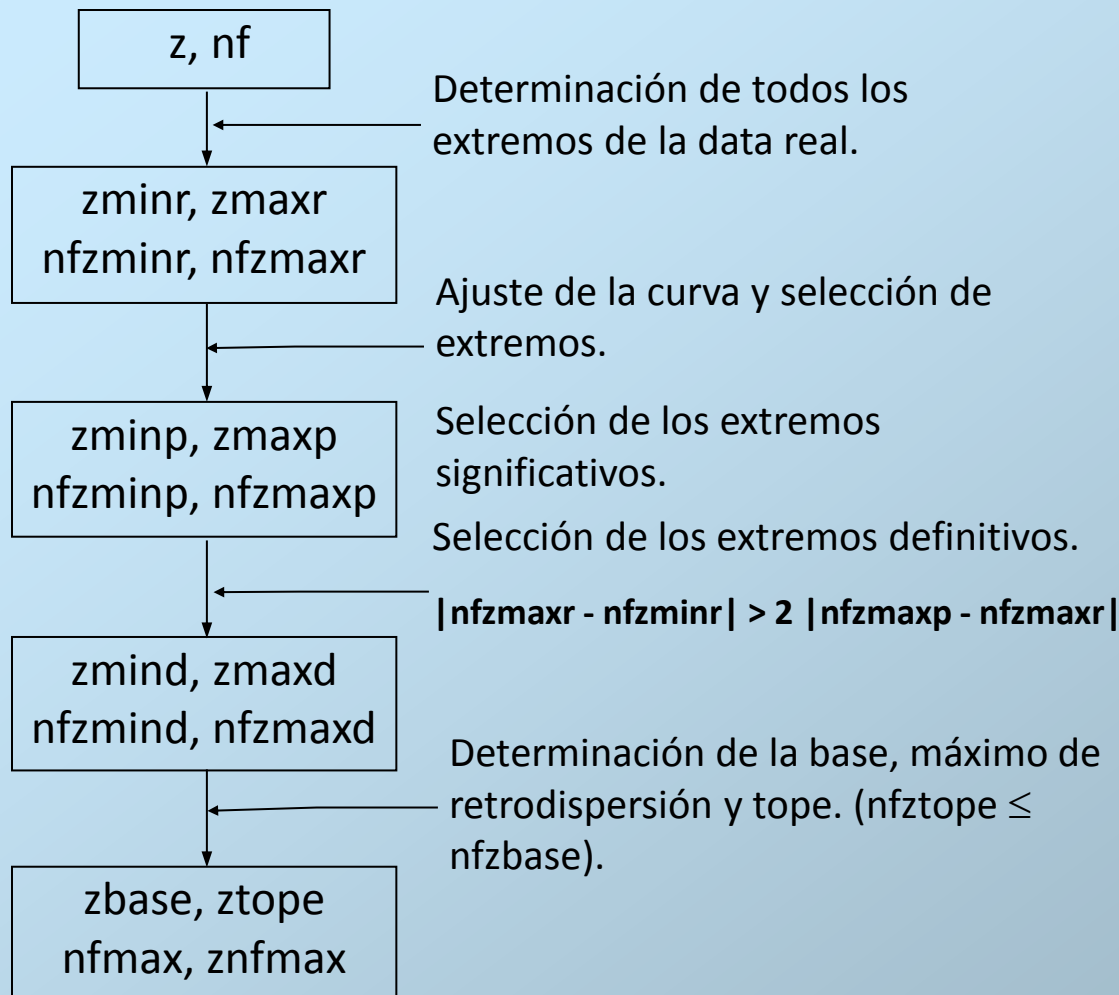 z, nf
Determinación de todos los
extremos de la data real.
zminr, zmaxr
nfzminr, nfzmaxr
Ajuste de la curva y selección de
extremos.
zminp, zmaxp
nfzminp, nfzmaxp
Selección de los extremos
significativos.
Selección de los extremos definitivos.
|nfzmaxr - nfzminr| > 2 |nfzmaxp - nfzmaxr|
zmind, zmaxd
nfzmind, nfzmaxd
Determinación de la base, máximo de
retrodispersión y tope. (nfztope ≤
nfzbase).
zbase, ztope
nfmax, znfmax